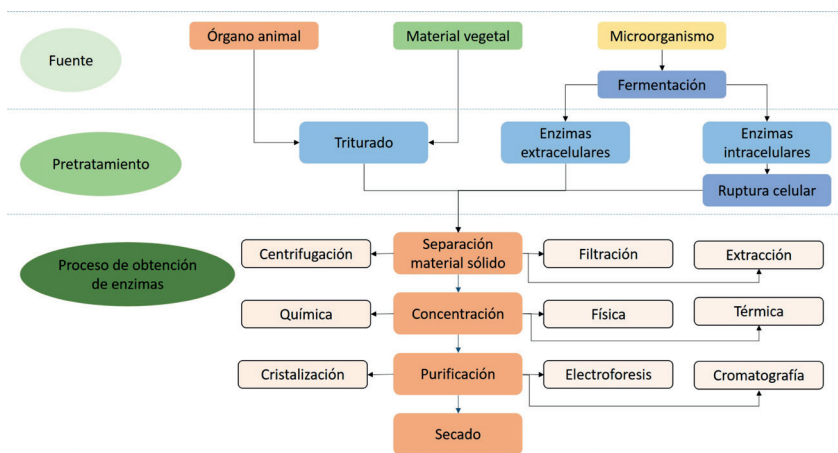 Fuente
Órgano animal
Material vegetal
Microorganismo
Fermentación
Pretratamiento
Triturado
Enzimas
extracelulares
Enzimas
intracelulares
Ruptura celular
Proceso de obtención
de enzimas
Centrifugación
Separación
material sólido
Filtración
Extracción
Química
Concentración
Física
Térmica
Cristalización
Purificación
Electroforesis
Cromatografía
Secado